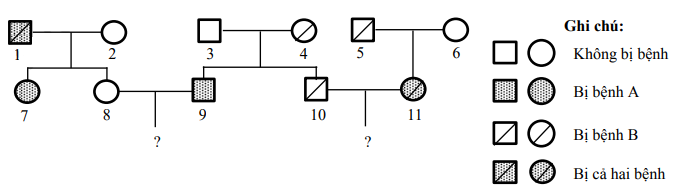 Ghi chú:
Không bị bệnh
Bị bệnh A
Bị bệnh B
Bị cả hai bệnh
1 2 3 4 5 6
7 8 9 10 11
? ?